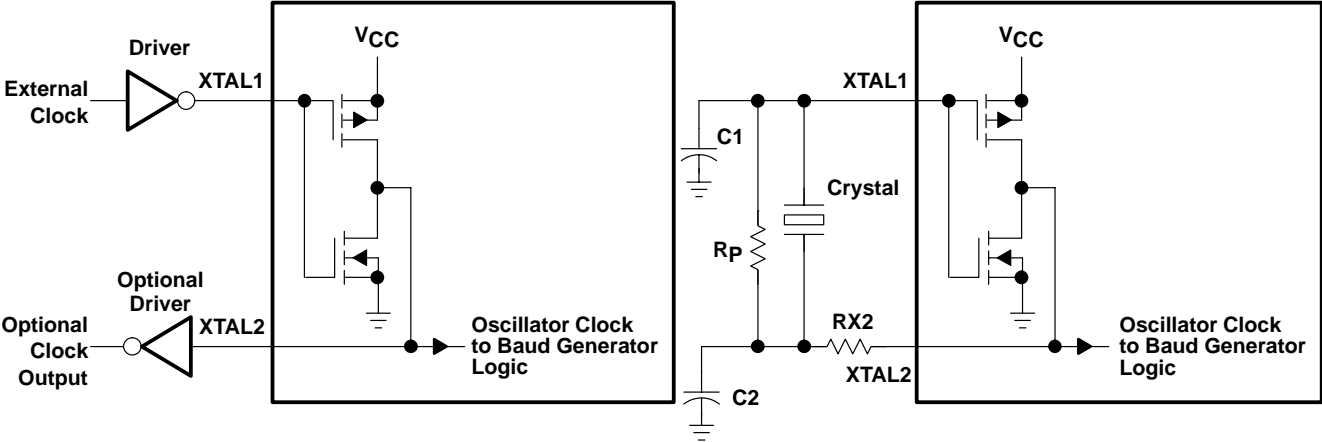 Driver
External
Clock
XTAL1
VCC
Optional
Driver
Optional
Clock
Output
XTAL2
Oscillator Clock
to Baud Generator
Logic
XTAL1
VCC
C1
Crystal
RP
RX2
XTAL2
C2
Oscillator Clock
to Baud Generator
Logic